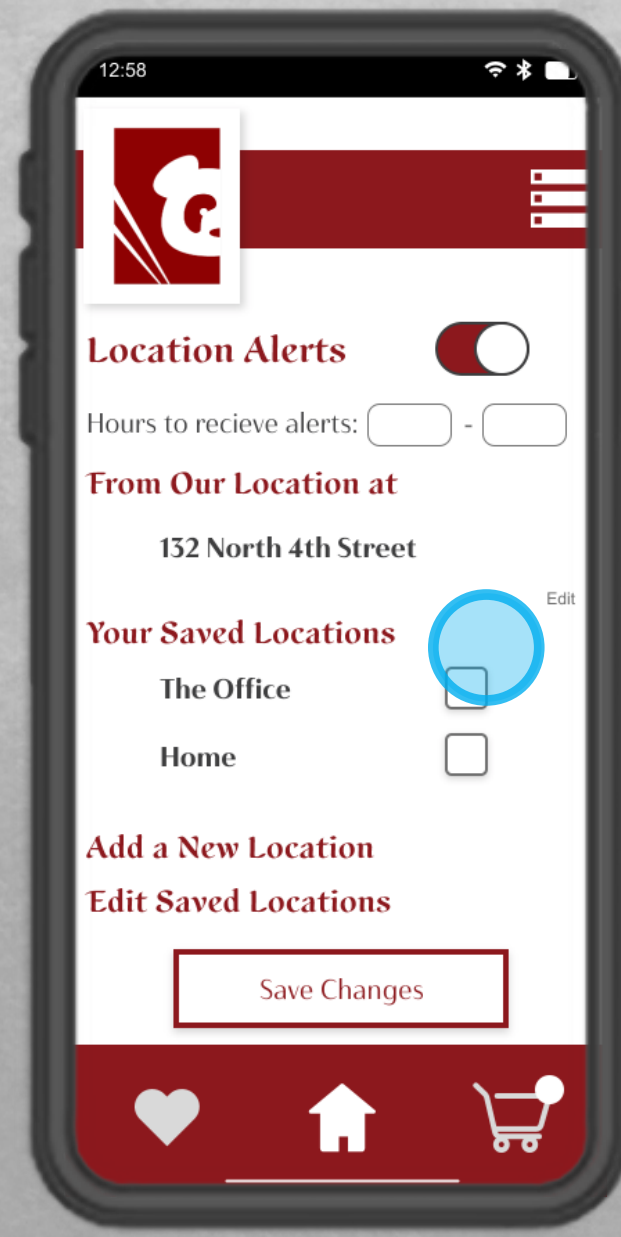 12:58
Location Alerts
Hours to recieve alerts: -
From Our Location at
132 North 4th Street
Edit
Your Saved Locations
The Office
Home
Add a New Location
Edit Saved Locations
Save Changes